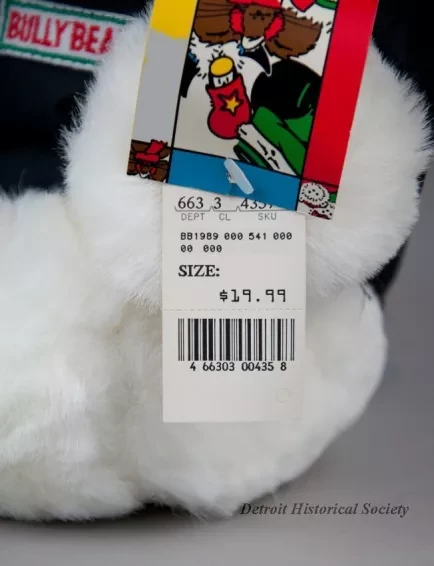 BULLY BEA
663 3
DEPT CL SKU
BB1989 000 541 000
00 000
SIZE:
$19.99
4 66303 00435 8
Detroit Historical Society